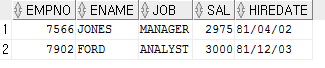 EMPNO ENAME JOB SAL HIREDATE
1 7566 JONES MANAGER 2975 81/04/02
2 7902 FORD ANALYST 3000 81/12/03